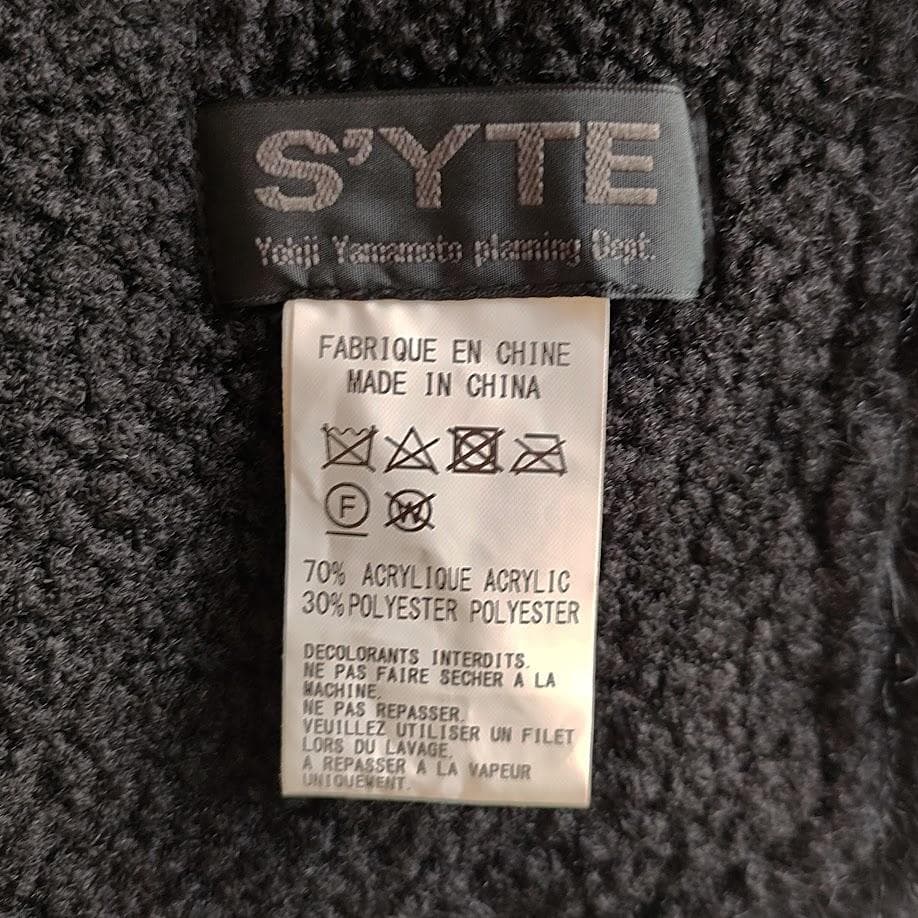 S'YTE
Yohji Yamamoto planning Dept.
FABRIQUE EN CHINE
MADE IN CHINA
F W
70% ACRYLIQUE ACRYLIC
30% POLYESTER POLYESTER
DECOLORANTS INTERDITS.
NE PAS FAIRE SECHER A LA
MACHINE.
NE PAS REPASSER.
VEUILLEZ UTILISER UN FILET
LORS DU LAVAGE.
A REPASSER A LA VAPEUR
UNIQUEMENT.